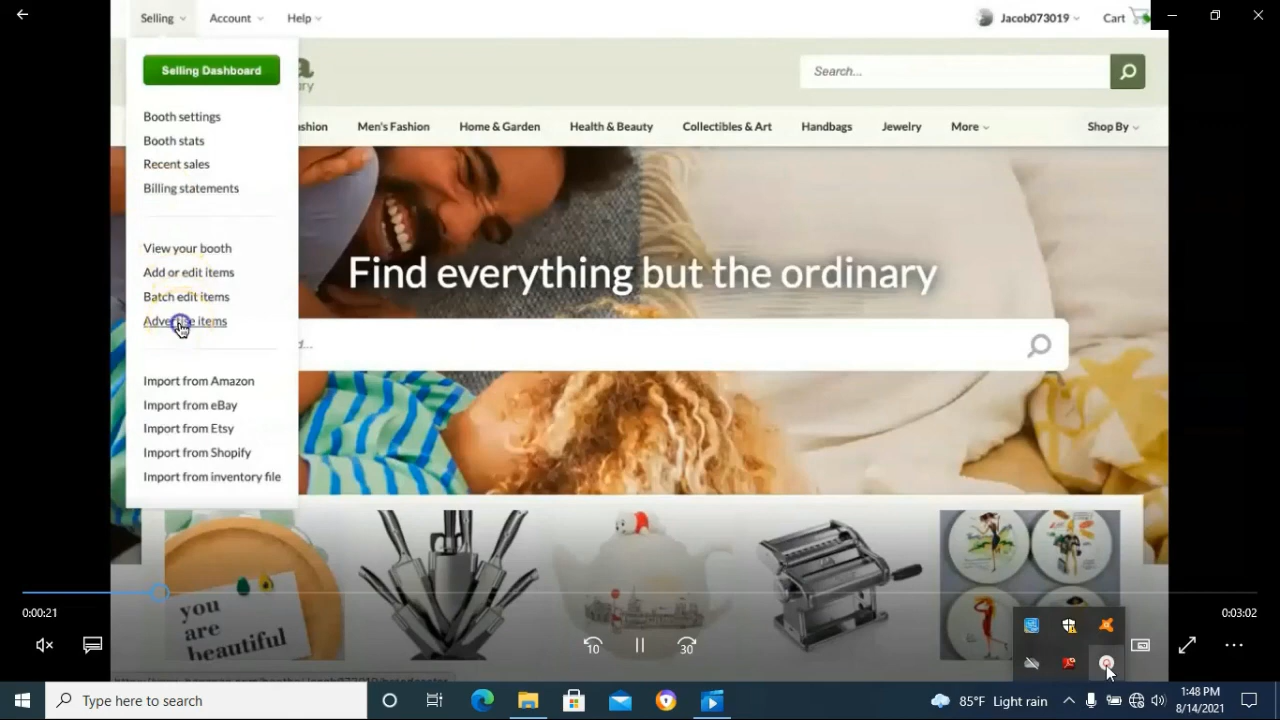 Selling Account Help Jacob073019 Cart
Selling Dashboard
Search...
Booth settings
Booth stats
Recent sales
Billing statements
Men's Fashion Home & Garden Health & Beauty Collectibles & Art Handbags Jewelry More Shop By
View your booth
Add or edit items
Batch edit items
Advertise items
Find everything but the ordinary
Import from Amazon
Import from eBay
Import from Etsy
Import from Shopify
Import from inventory file
you
are
beautiful
0:00:21 0:03:02
10 30
Type here to search
85°F Light rain
1:48 PM
8/14/2021